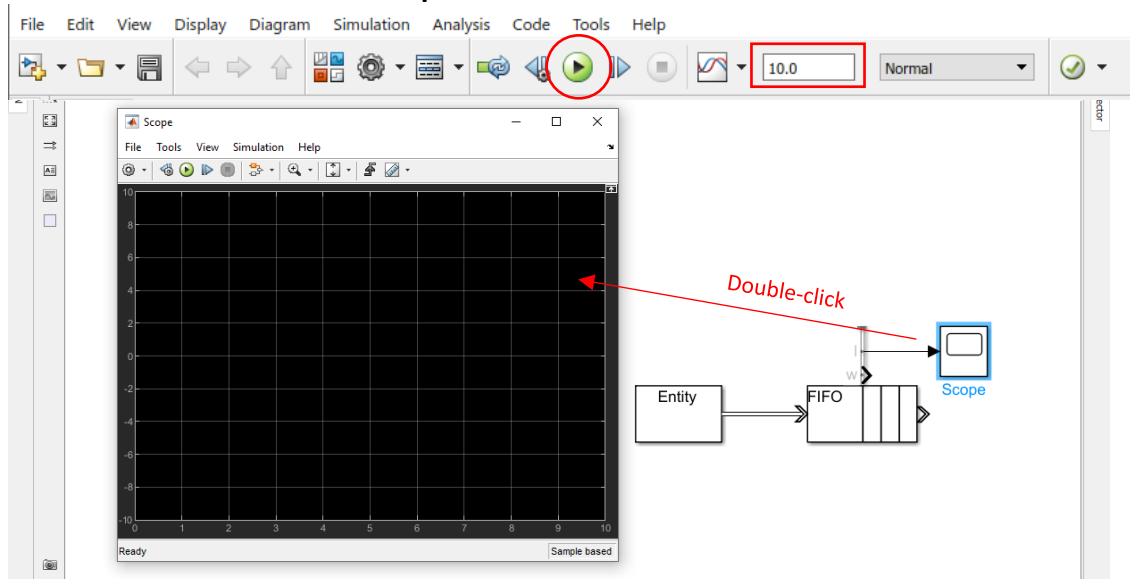 File Edit View Display Diagram Simulation Analysis Code Tools Help
10.0
Normal
Scope
File Tools View Simulation Help
10
8
6
4
2
0
-2
-4
-6
-8
-10
0 1 2 3 4 5 6 7 8 9 10
Ready
Sample based
Double-click
l
w
Entity
FIFO
Scope
ector